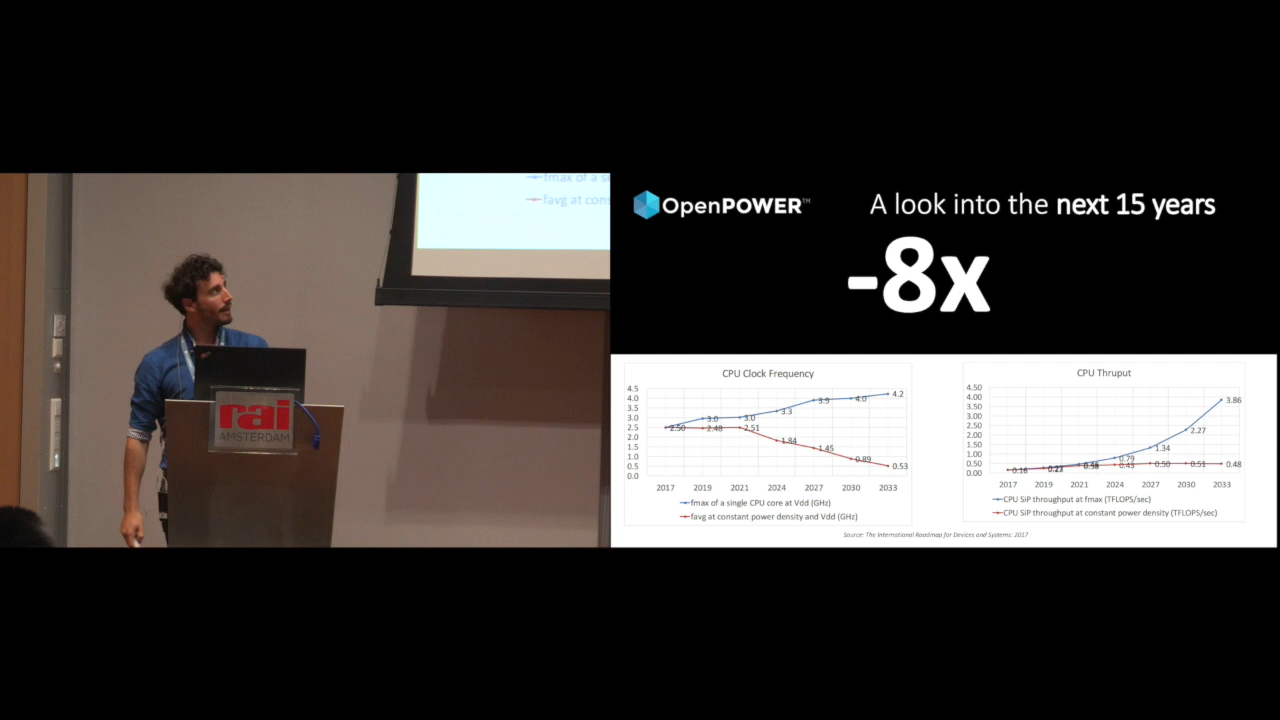 fmax of a s
favg at cons
rai
AMSTERDAM
OpenPOWER™
A look into the next 15 years
-8x
CPU Clock Frequency
4.5
4.0
3.5
3.0
2.5
2.0
1.5
1.0
0.5
0.0
2.50
3.0
3.0
3.3
3.9
4.0
4.2
2.48
2.51
1.84
1.45
0.89
0.53
2017 2019 2021 2024 2027 2030 2033
fmax of a single CPU core at Vdd (GHz)
favg at constant power density and Vdd (GHz)
CPU Thruput
4.50
4.00
3.50
3.00
2.50
2.00
1.50
1.00
0.50
0.00
0.16
0.79
1.34
2.27
3.86
0.43
0.50
0.51
0.48
2017 2019 2021 2024 2027 2030 2033
CPU SiP throughput at fmax (TFLOPS/sec)
CPU SiP throughput at constant power density (TFLOPS/sec)
Source: The International Roadmap for Devices and Systems: 2017